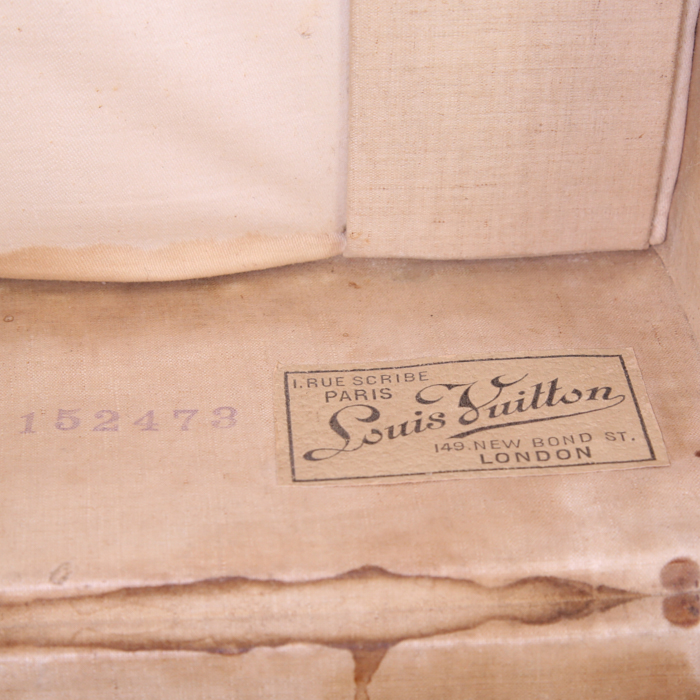 152473
1. RUE SCRIBE
PARIS
Louis Vuitton
149. NEW BOND ST.
LONDON